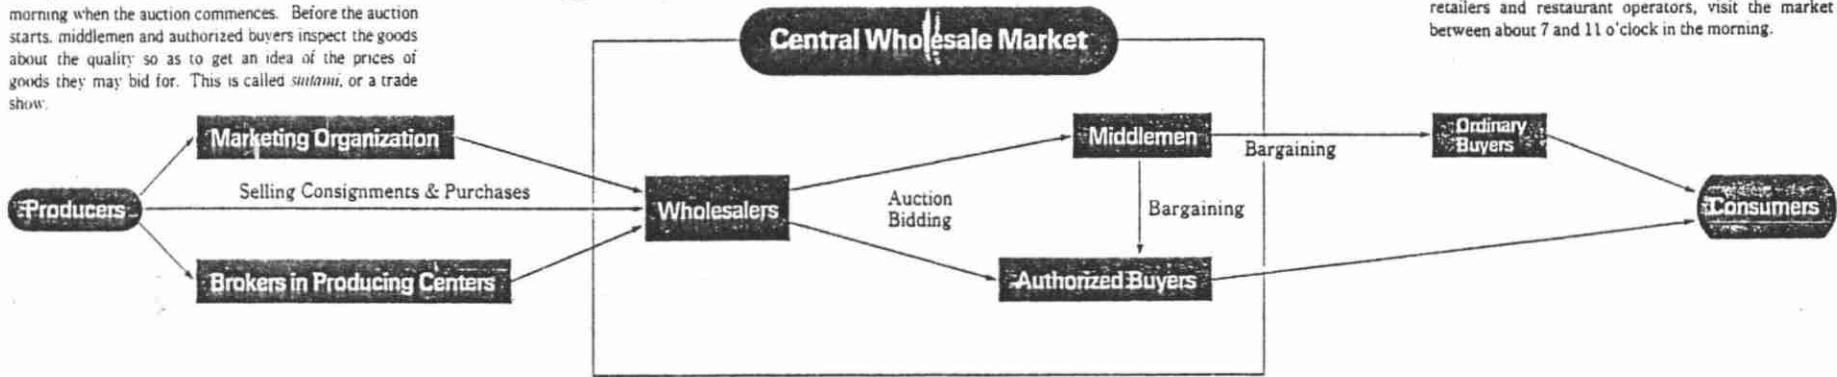 morning when the auction commences. Before the auction
starts. middlemen and authorized buyers inspect the goods
about the quality so as to get an idea of the prices of
goods they may bid for. This is called or a trade
show.
retailers and restaurant operators, visit the market
between about 7 and 11 o'clock in the morning.
Central Wholesale Market
Marketing Organization
Middlemen
Ordinary
Buyers
Bargaining
Selling Consignments & Purchases
Producers
Wholesalers
Auction
Bidding
Bargaining
Consumers
Brokers in Producing Centers
Authorized Buyers